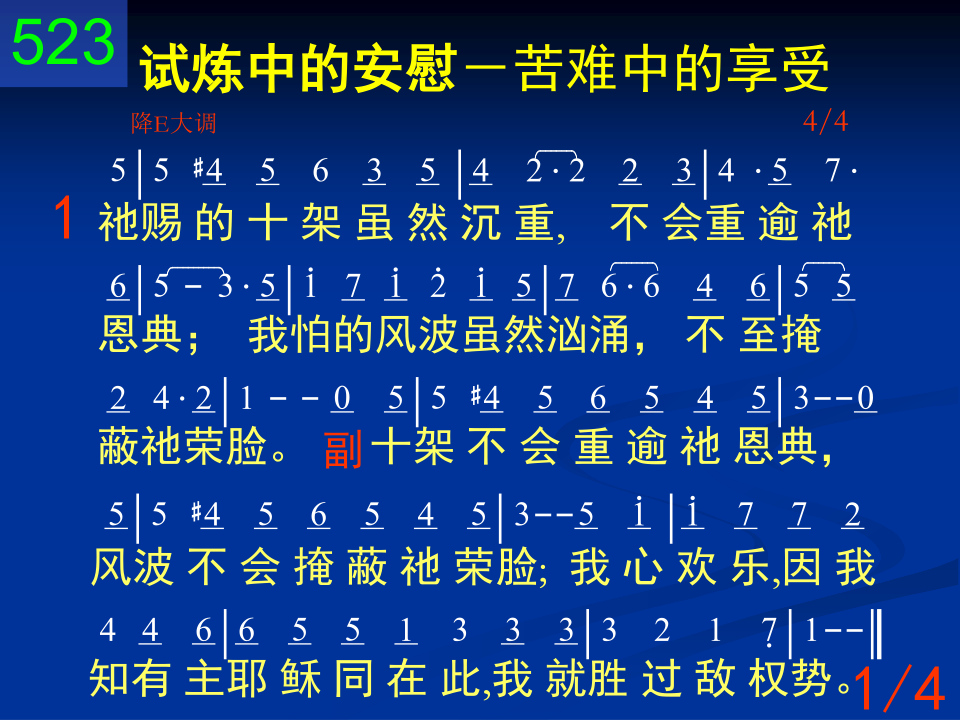 523
试炼中的安慰－苦难中的享受
降E大调 4/4
5│5 #4 5 6 3 5│4 2·2 2 3│4 ·5 7·
1 祂赐的十架虽然沉重, 不会重逾祂
6│5 - 3·5│i 7 i 2̇ i 5│7 6·6 4 6│5 5
恩典； 我怕的风波虽然汹涌， 不至掩
2 4·2│1 - - 0 5│5 #4 5 6 5 4 5│3--0
蔽祂荣脸。 副 十架不会重逾祂恩典，
5│5 #4 5 6 5 4 5│3--5 i│i 7 7 2
风波不会掩蔽祂荣脸; 我心欢乐,因我
4 4 6│6 5 5 1 3 3 3│3 2 1 7̣│1--‖
知有主耶稣同在此,我就胜过敌权势。
1/4